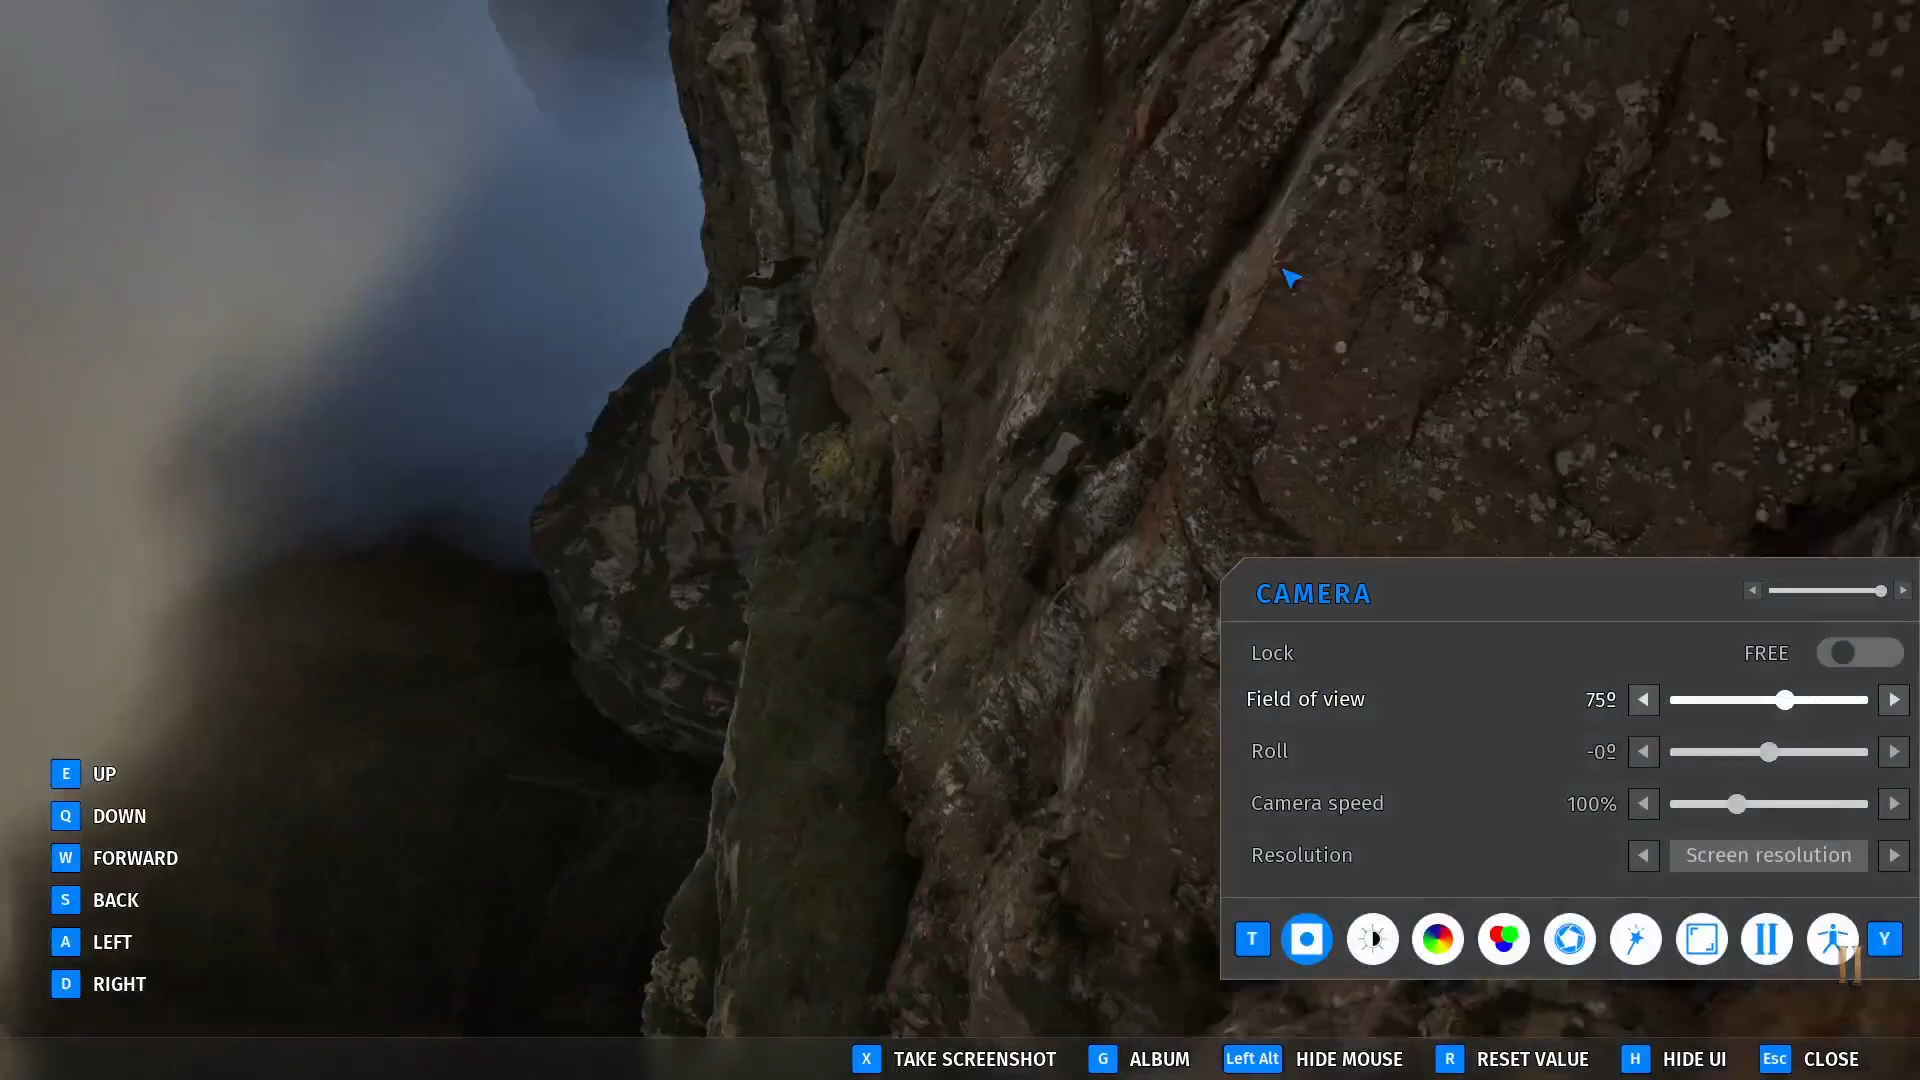 CAMERA
Lock FREE
Field of view 75º
Roll -0º
Camera speed 100%
Resolution Screen resolution
T Y
E UP
Q DOWN
W FORWARD
S BACK
A LEFT
D RIGHT
X TAKE SCREENSHOT G ALBUM Left Alt HIDE MOUSE R RESET VALUE H HIDE UI Esc CLOSE